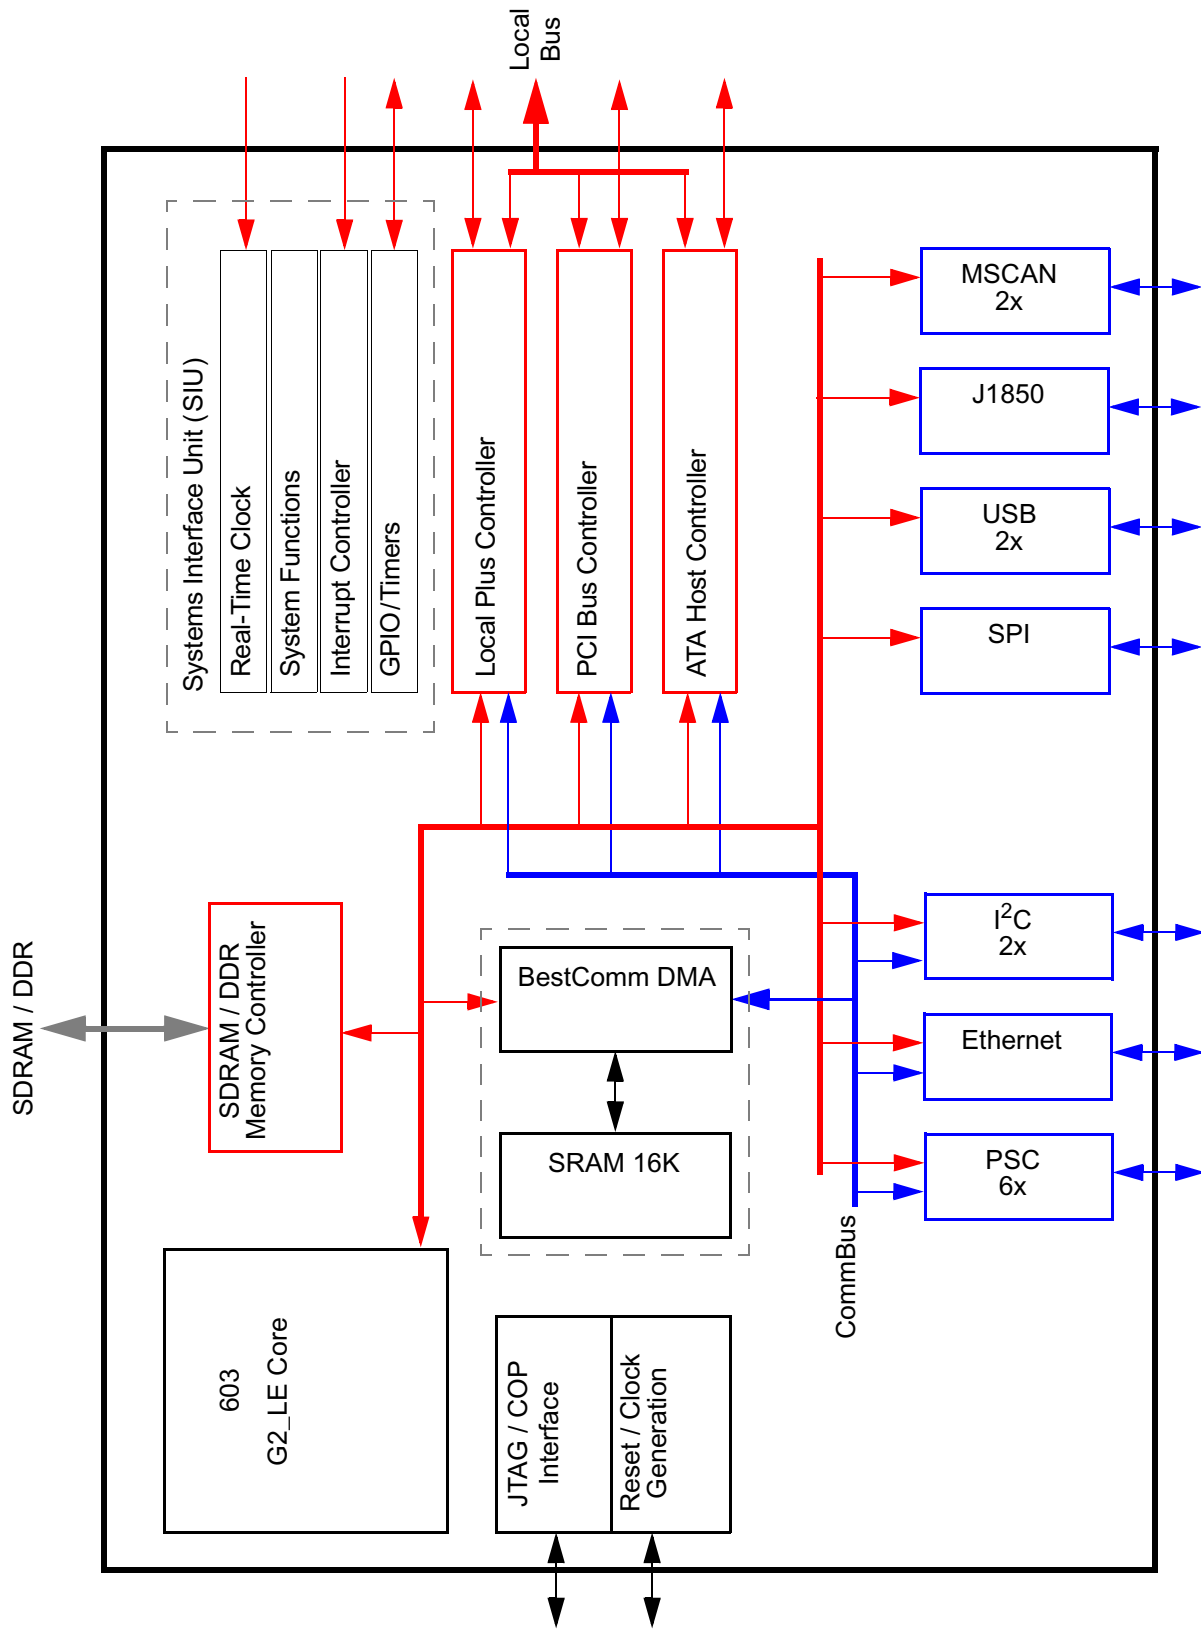 Local
Bus
Systems Interface Unit (SIU)
Real-Time Clock
System Functions
Interrupt Controller
GPIO/Timers
Local Plus Controller
PCI Bus Controller
ATA Host Controller
MSCAN
2x
J1850
USB
2x
SPI
SDRAM / DDR
SDRAM / DDR
Memory Controller
BestComm DMA
SRAM 16K
I²C
2x
Ethernet
PSC
6x
CommBus
603
G2_LE Core
JTAG / COP
Interface
Reset / Clock
Generation